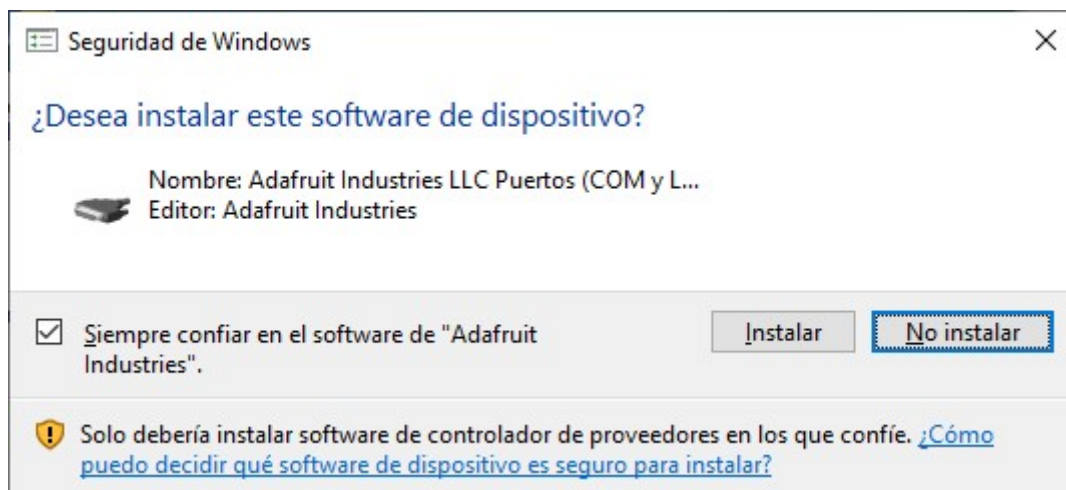 Seguridad de Windows
¿Desea instalar este software de dispositivo?
Nombre: Adafruit Industries LLC Puertos (COM y L...
Editor: Adafruit Industries
Siempre confiar en el software de "Adafruit
Industries".
Instalar
No instalar
Solo debería instalar software de controlador de proveedores en los que confíe. ¿Cómo
puedo decidir qué software de dispositivo es seguro para instalar?